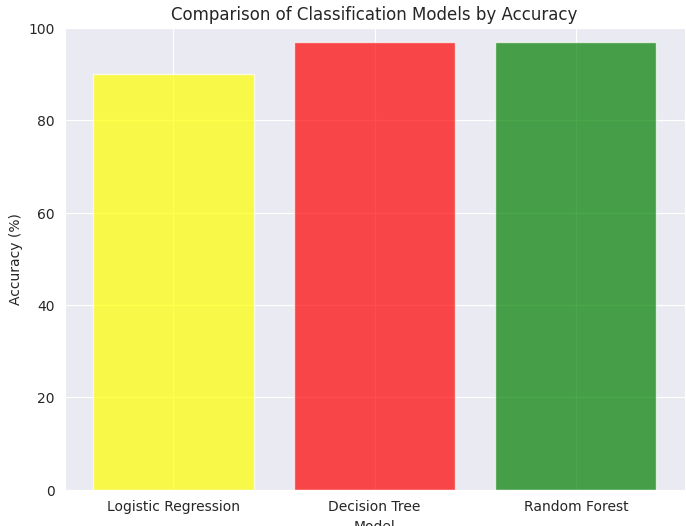 Comparison of Classification Models by Accuracy
100
80
60
40
20
0
Accuracy (%)
Logistic Regression Decision Tree Random Forest
Model